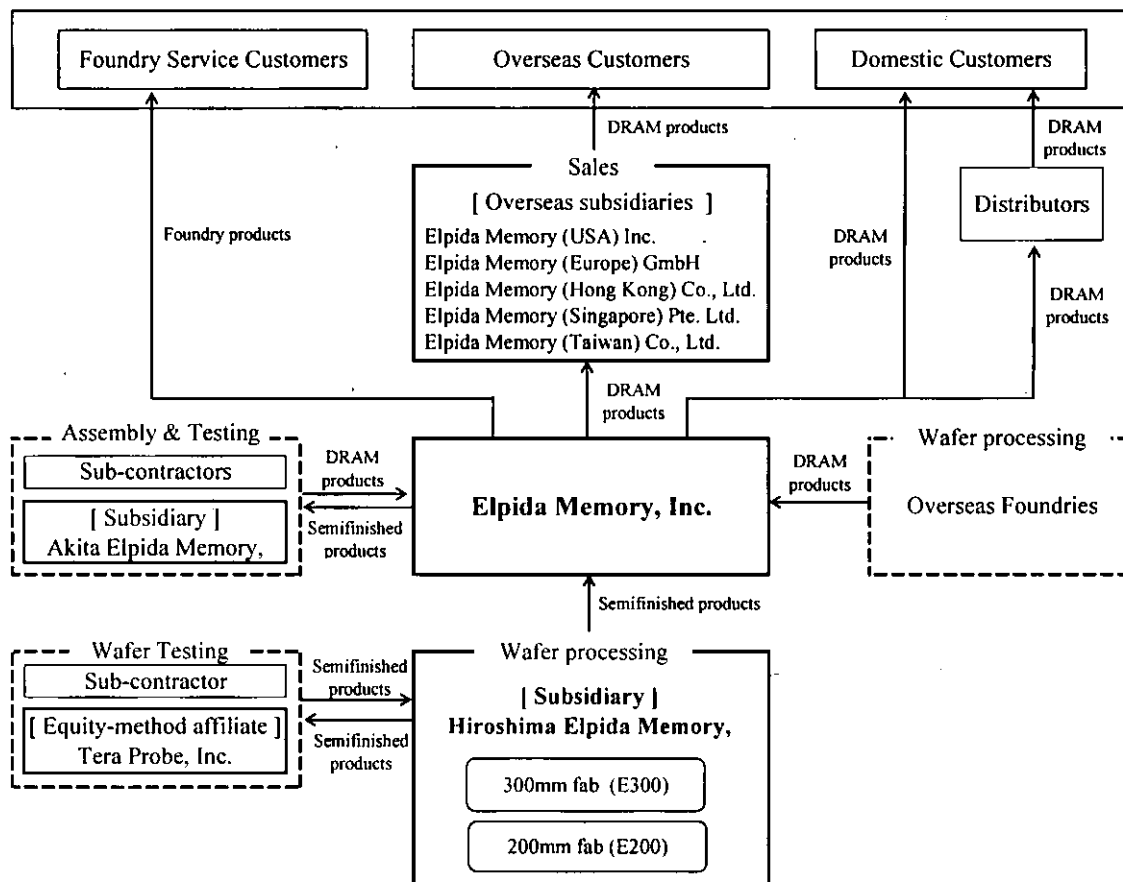 Foundry Service Customers
Overseas Customers
Domestic Customers
DRAM products
DRAM
products
Sales
[ Overseas subsidiaries ]
Elpida Memory (USA) Inc.
Elpida Memory (Europe) GmbH
Elpida Memory (Hong Kong) Co., Ltd.
Elpida Memory (Singapore) Pte. Ltd.
Elpida Memory (Taiwan) Co., Ltd.
Distributors
Foundry products
DRAM
products
DRAM
products
DRAM
products
Assembly & Testing
Sub-contractors
[ Subsidiary ]
Akita Elpida Memory,
DRAM
products
Semifinished
products
Elpida Memory, Inc.
DRAM
products
Wafer processing
Overseas Foundries
Semifinished products
Wafer Testing
Sub-contractor
[ Equity-method affiliate ]
Tera Probe, Inc.
Semifinished
products
Semifinished
products
Wafer processing
[ Subsidiary ]
Hiroshima Elpida Memory,
300mm fab (E300)
200mm fab (E200)